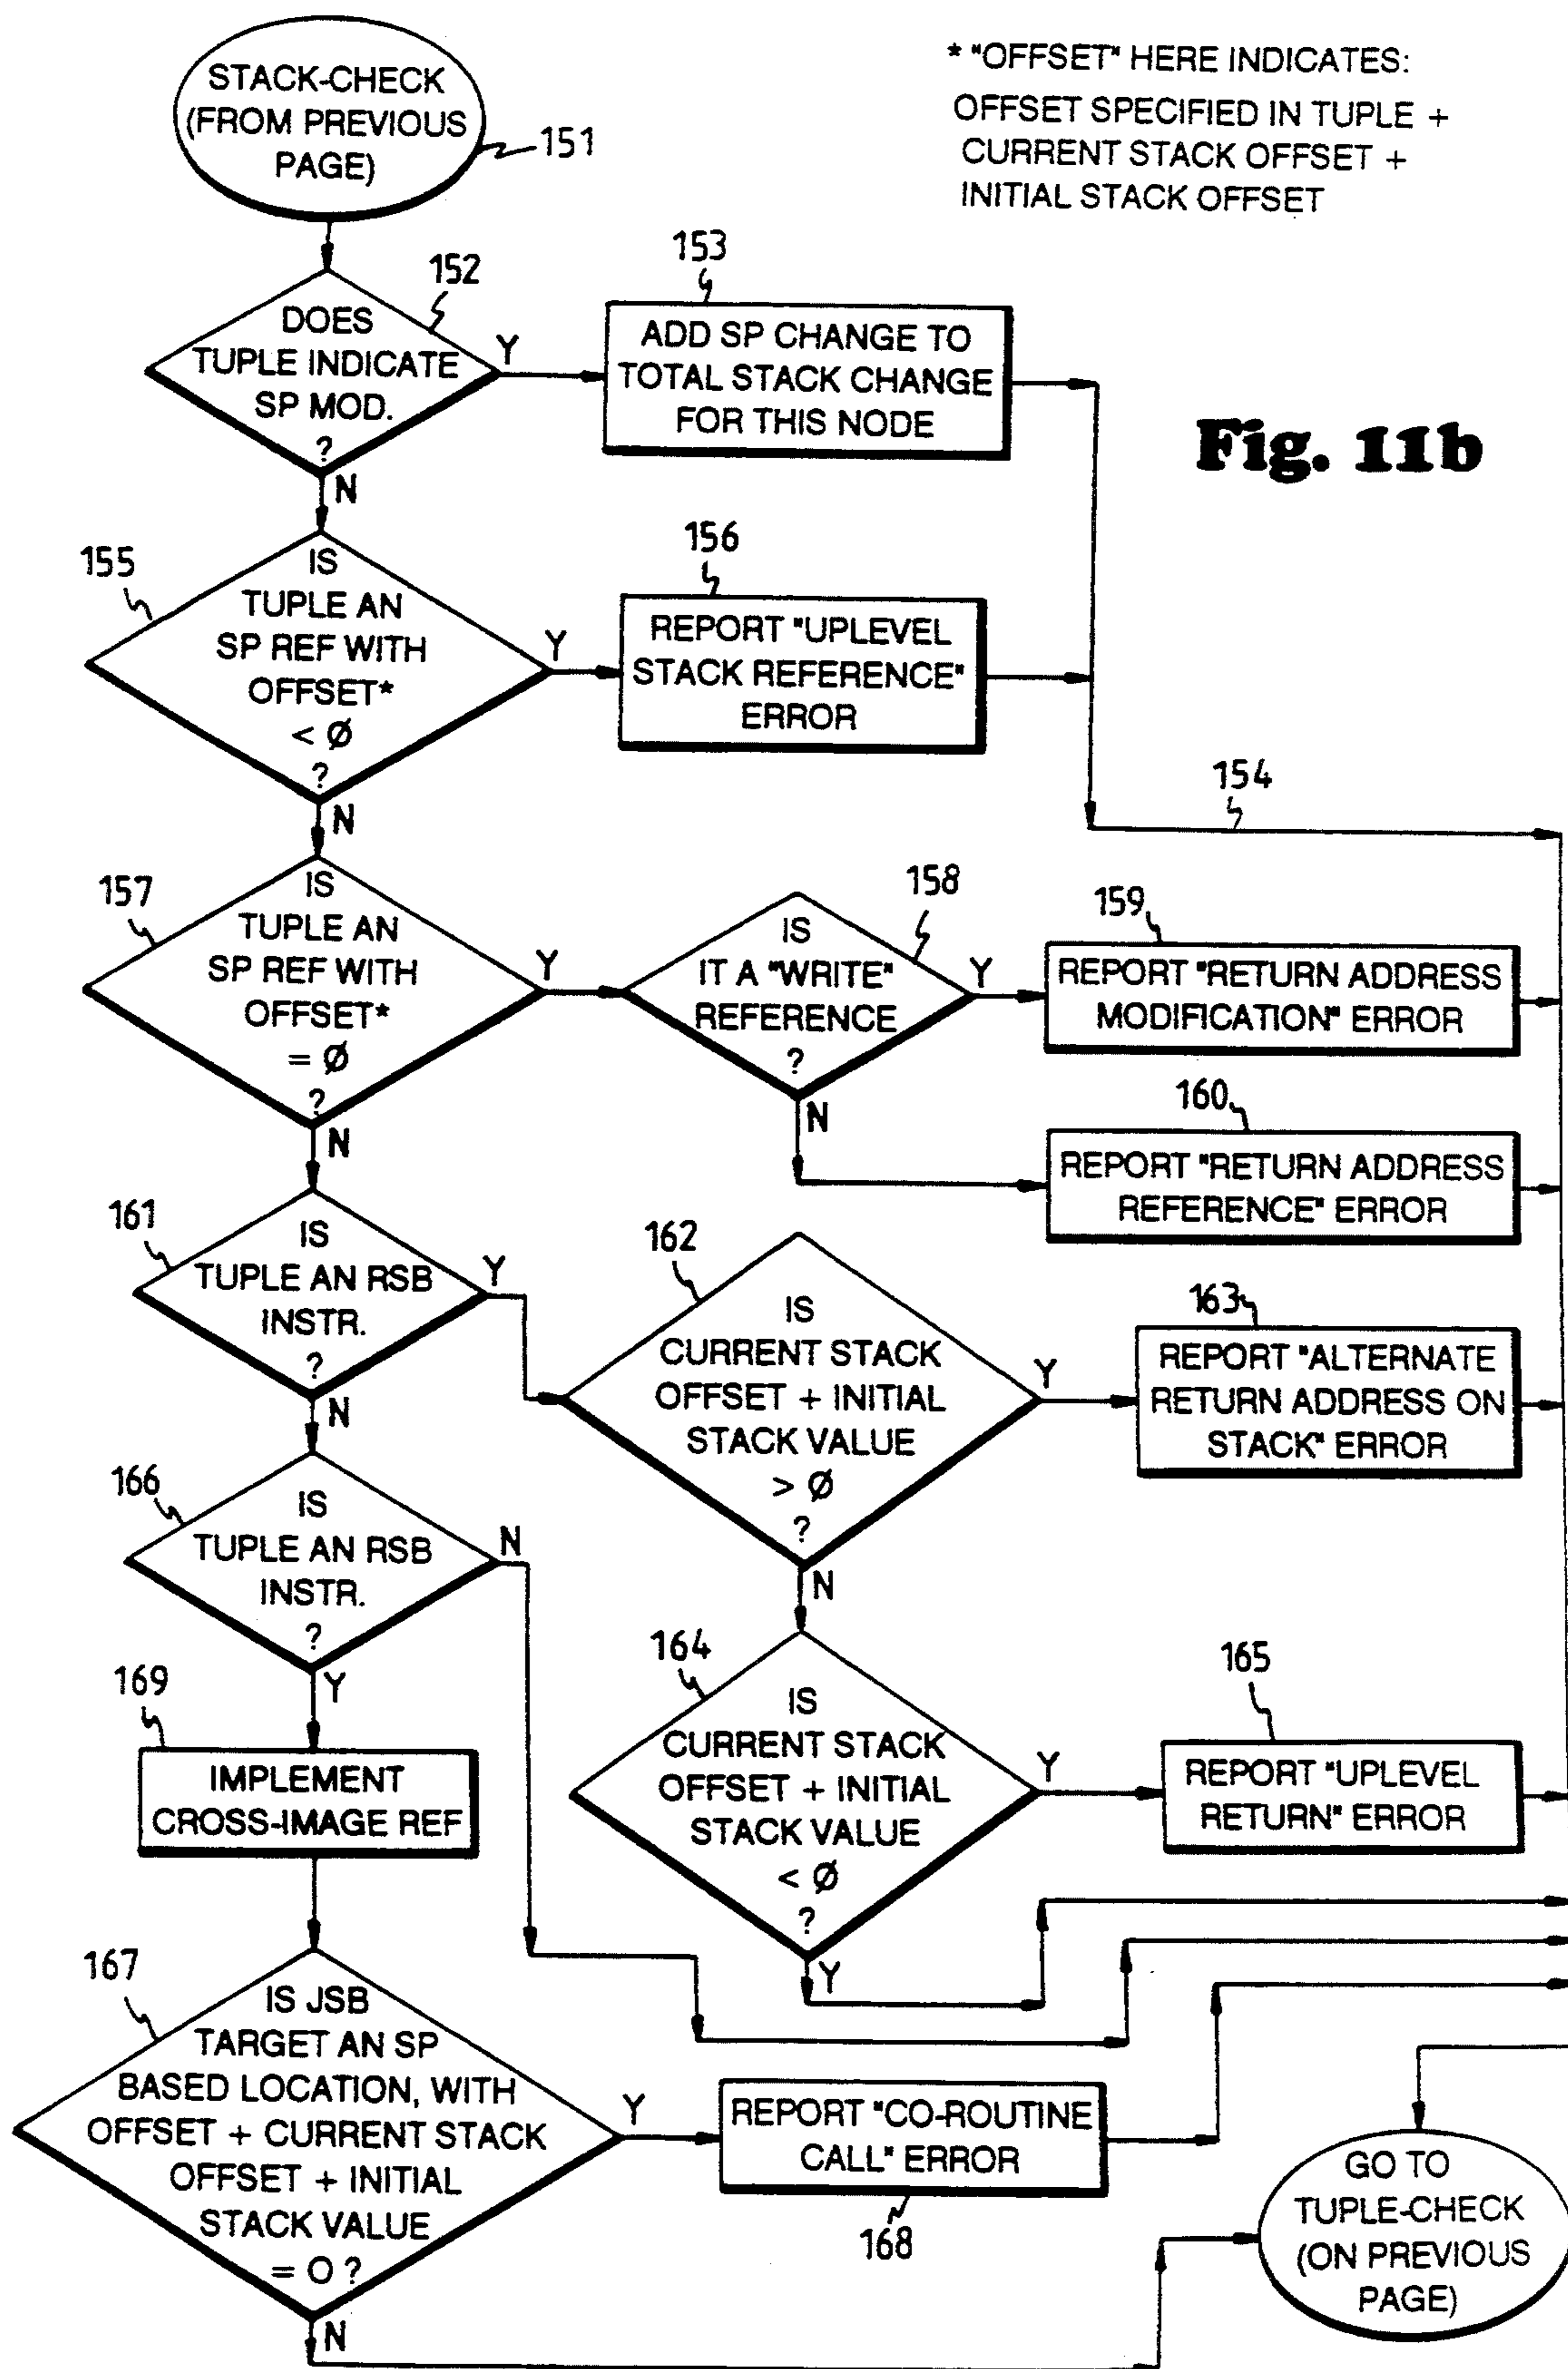 STACK-CHECK
(FROM PREVIOUS
PAGE)
151
* "OFFSET" HERE INDICATES:
OFFSET SPECIFIED IN TUPLE +
CURRENT STACK OFFSET +
INITIAL STACK OFFSET
152
DOES
TUPLE INDICATE
SP MOD.
?
Y
N
153
ADD SP CHANGE TO
TOTAL STACK CHANGE
FOR THIS NODE
Fig. 11b
155
IS
TUPLE AN
SP REF WITH
OFFSET*
< Ø
?
Y
N
156
REPORT "UPLEVEL
STACK REFERENCE"
ERROR
154
157
IS
TUPLE AN
SP REF WITH
OFFSET*
= Ø
?
Y
N
158
IS
IT A "WRITE"
REFERENCE
?
Y
N
159
REPORT "RETURN ADDRESS
MODIFICATION" ERROR
160
REPORT "RETURN ADDRESS
REFERENCE" ERROR
161
IS
TUPLE AN RSB
INSTR.
?
Y
N
162
IS
CURRENT STACK
OFFSET + INITIAL
STACK VALUE
> Ø
?
Y
N
163
REPORT "ALTERNATE
RETURN ADDRESS ON
STACK" ERROR
166
IS
TUPLE AN RSB
INSTR.
?
N
Y
164
IS
CURRENT STACK
OFFSET + INITIAL
STACK VALUE
< Ø
?
Y
Y
165
REPORT "UPLEVEL
RETURN" ERROR
169
IMPLEMENT
CROSS-IMAGE REF
167
IS JSB
TARGET AN SP
BASED LOCATION, WITH
OFFSET + CURRENT STACK
OFFSET + INITIAL
STACK VALUE
= O ?
Y
N
REPORT "CO-ROUTINE
CALL" ERROR
168
GO TO
TUPLE-CHECK
(ON PREVIOUS
PAGE)